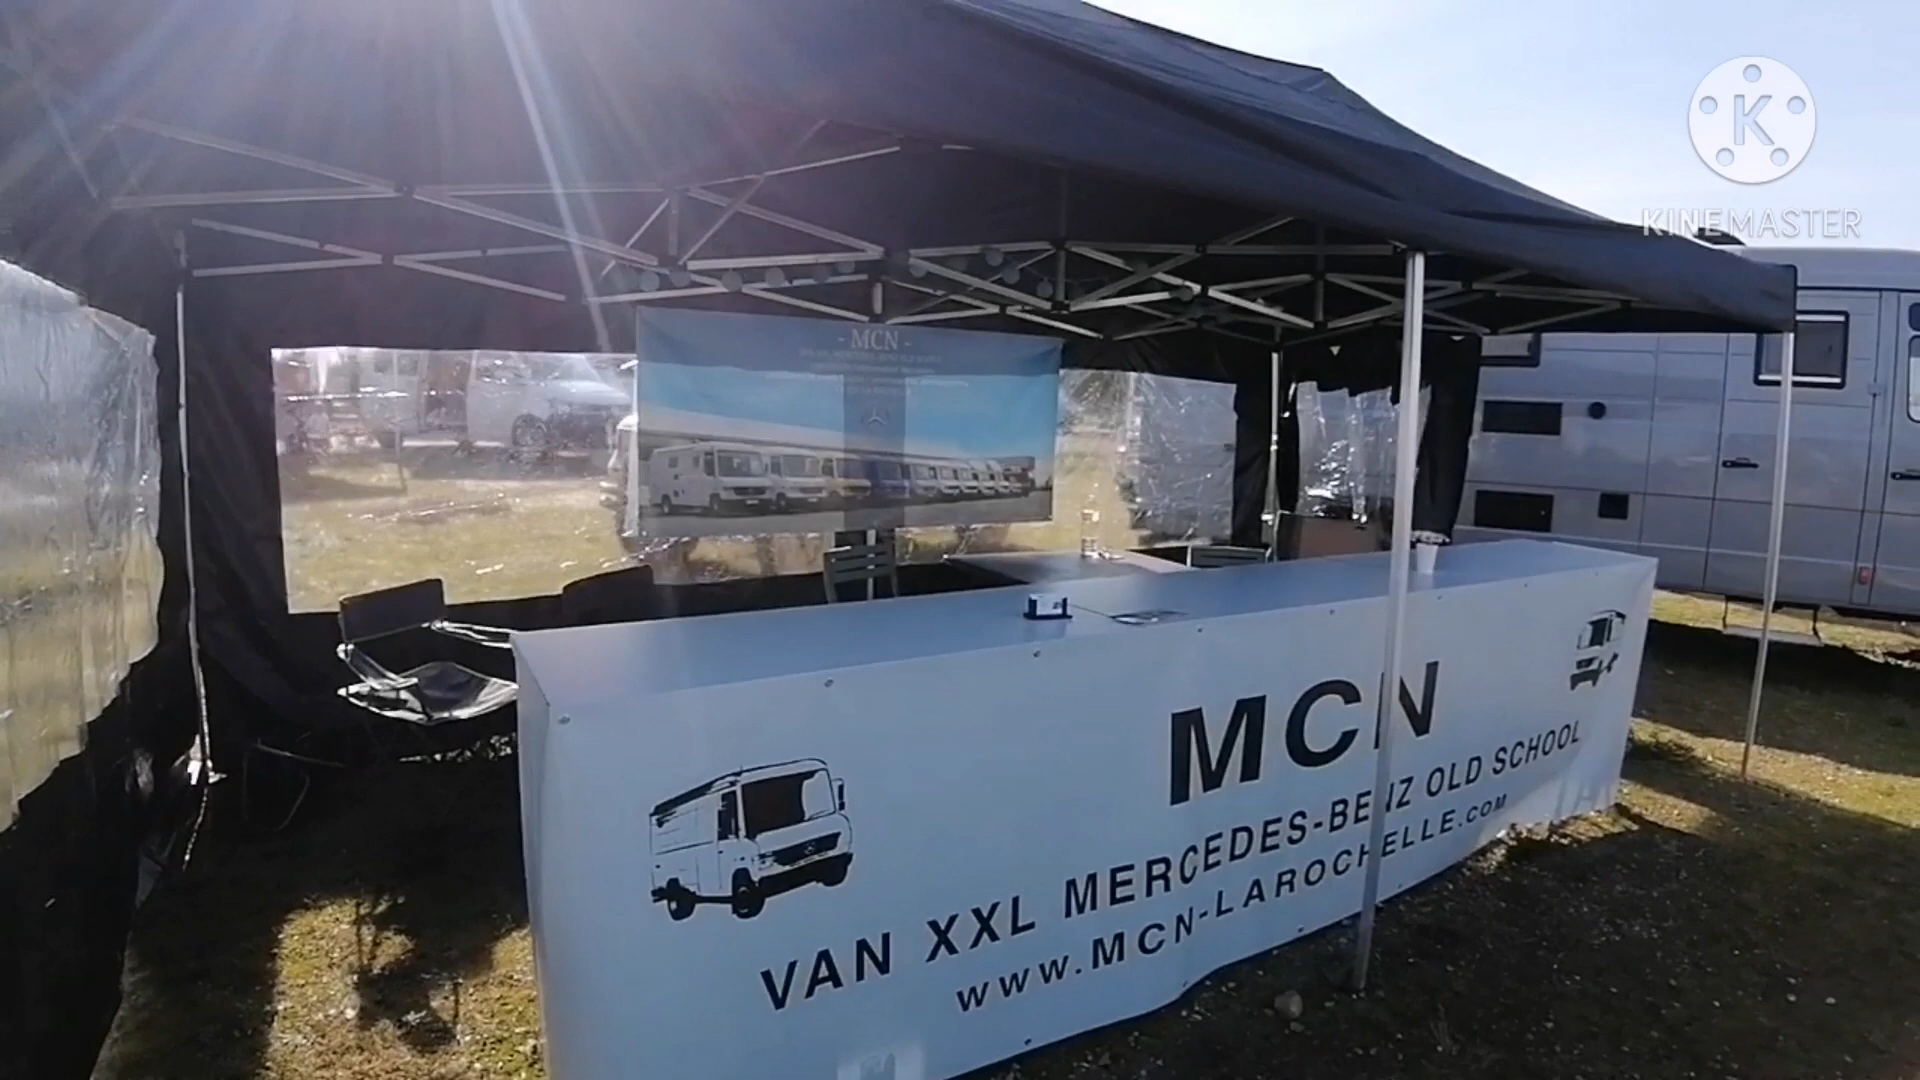 K
KINEMASTER
- MCN -
MCN
VAN XXL MERCEDES-BENZ OLD SCHOOL
WWW.MCN-LAROCHELLE.COM